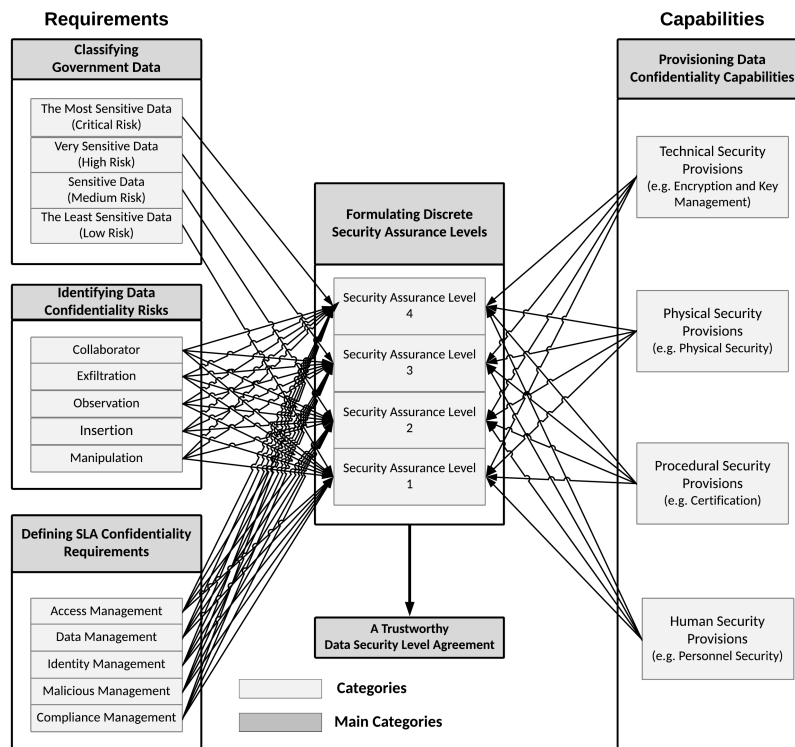 Requirements
Capabilities
Classifying
Government Data
The Most Sensitive Data
(Critical Risk)
Very Sensitive Data
(High Risk)
Sensitive Data
(Medium Risk)
The Least Sensitive Data
(Low Risk)
Identifying Data
Confidentiality Risks
Collaborator
Exfiltration
Observation
Insertion
Manipulation
Defining SLA Confidentiality
Requirements
Access Management
Data Management
Identity Management
Malicious Management
Compliance Management
Formulating Discrete
Security Assurance Levels
Security Assurance Level
4
Security Assurance Level
3
Security Assurance Level
2
Security Assurance Level
1
A Trustworthy
Data Security Level Agreement
Categories
Main Categories
Provisioning Data
Confidentiality Capabilities
Technical Security
Provisions
(e.g. Encryption and Key
Management)
Physical Security
Provisions
(e.g. Physical Security)
Procedural Security
Provisions
(e.g. Certification)
Human Security
Provisions
(e.g. Personnel Security)